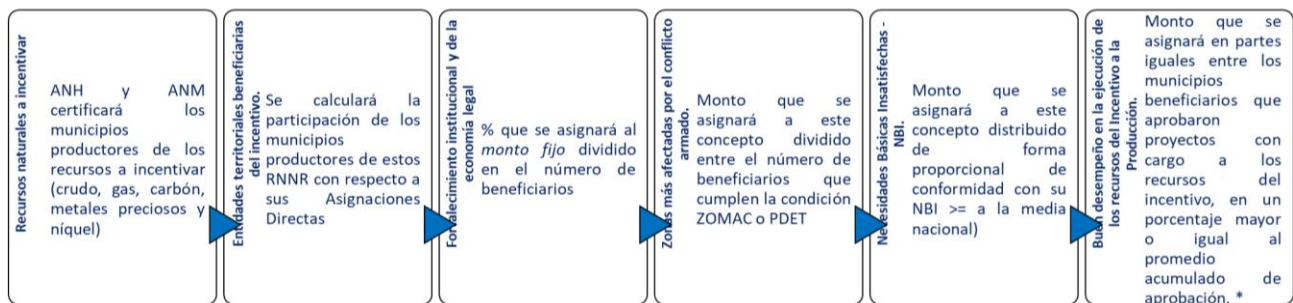 Recursos naturales a incentivar
ANH y ANM
certificará los
municipios
productores de los
recursos a incentivar
(crudo, gas, carbón,
metales preciosos y
níquel)
Entidades territoriales beneficiarias
del incentivo.
Se calculará la
participación de los
municipios
productores de estos
RNNR con respecto a
sus Asignaciones
Directas
Fortalecimiento institucional y de la
economía legal
% que se asignará al
monto fijo dividido
en el número de
beneficiarios
Zonas más afectadas por el conflicto
armado.
Monto que se
asignará a este
concepto dividido
entre el número de
beneficiarios que
cumplen la condición
ZOMAC o PDET
Necesidades Básicas Insatisfechas -
NBI.
Monto que se
asignará a este
concepto distribuido
de forma
proporcional de
conformidad con su
NBI >= a la media
nacional)
Buen desempeño en la ejecución de
los recursos del Incentivo a la
Producción.
Monto que se
asignará en partes
iguales entre los
municipios
beneficiarios que
aprobaron
proyectos con
cargo a los
recursos del
incentivo, en un
porcentaje mayor
o igual al
promedio
acumulado de
aprobación. *